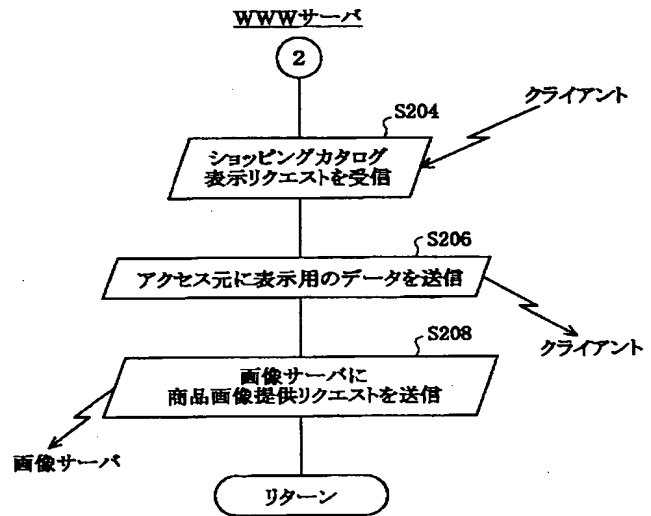 WWWサーバ
2
クライアント
S204
ショッピングカタログ
表示リクエストを受信
S206
アクセス元に表示用のデータを送信
クライアント
S208
画像サーバに
商品画像提供リクエストを送信
画像サーバ
リターン